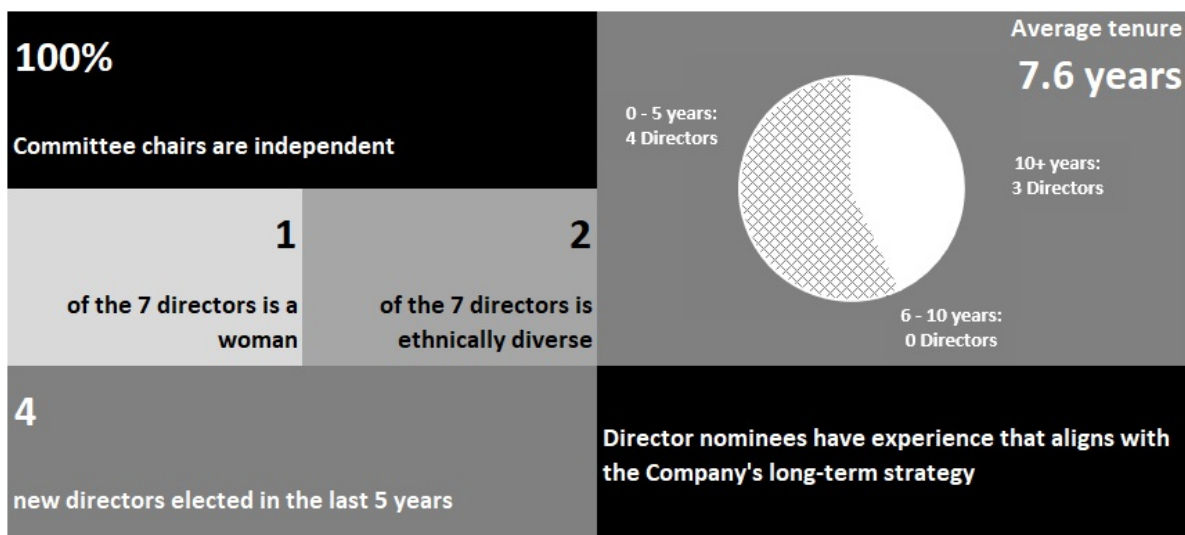 100%
Committee chairs are independent
1
of the 7 directors is a
woman
2
of the 7 directors is
ethnically diverse
4
new directors elected in the last 5 years
Average tenure
7.6 years
0 - 5 years:
4 Directors
10+ years:
3 Directors
6 - 10 years:
0 Directors
Director nominees have experience that aligns with
the Company's long-term strategy